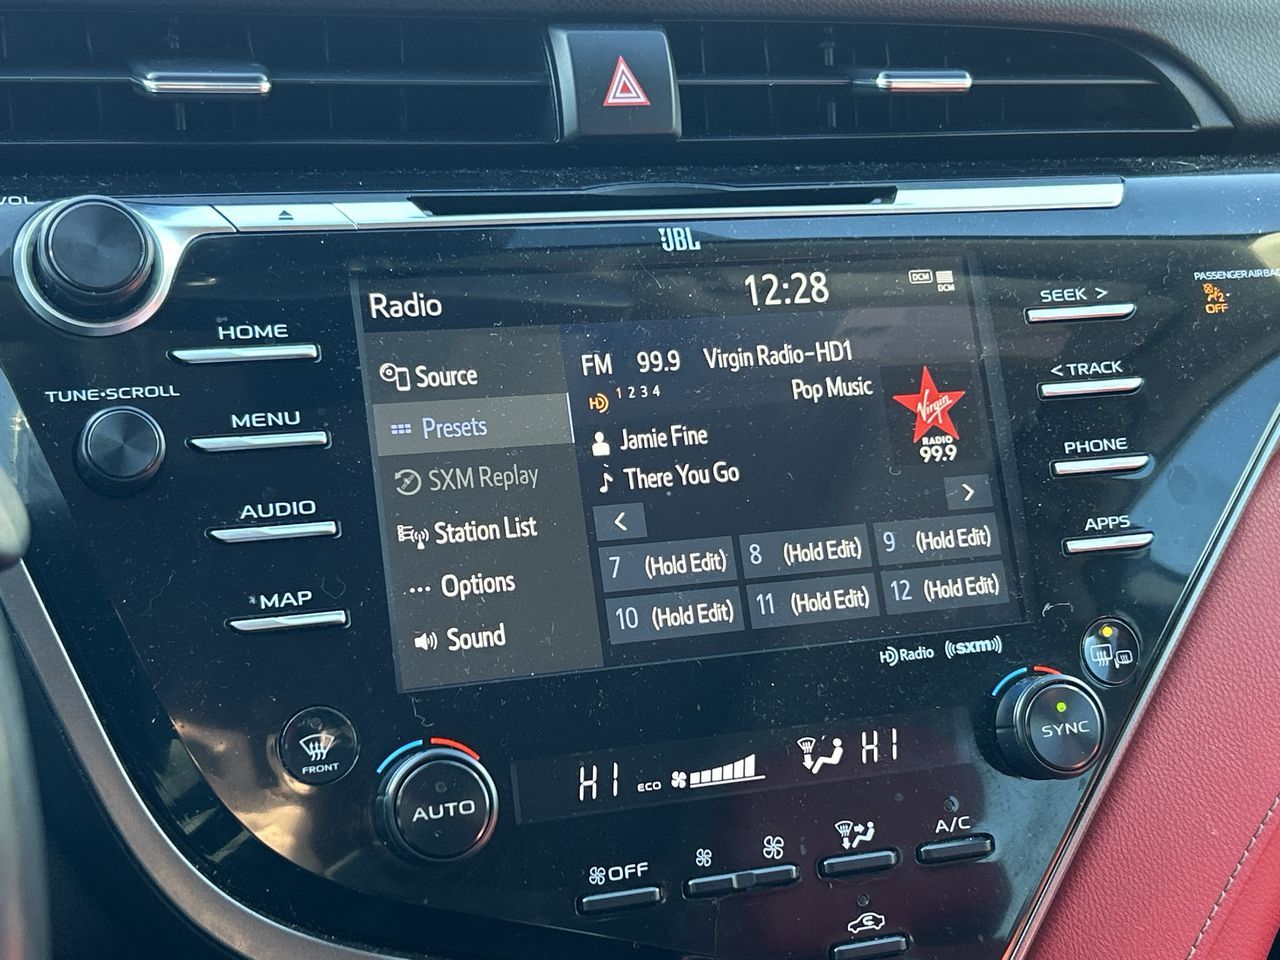 VOL
JBL
PASSENGER AIRBAG
OFF
Radio
12:28
DCM
DCM
SEEK >
HOME
TUNE•SCROLL
Source
FM 99.9 Virgin Radio-HD1
HD 1 2 3 4
Pop Music
< TRACK
MENU
Presets
Jamie Fine
Virgin
RADIO
99.9
PHONE
SXM Replay
There You Go
AUDIO
Station List
<
>
APPS
7 (Hold Edit)
8 (Hold Edit)
9 (Hold Edit)
MAP
Options
10 (Hold Edit)
11 (Hold Edit)
12 (Hold Edit)
Sound
HD Radio
((sxm))
FRONT
AUTO
HI
ECO
HI
SYNC
OFF
A/C